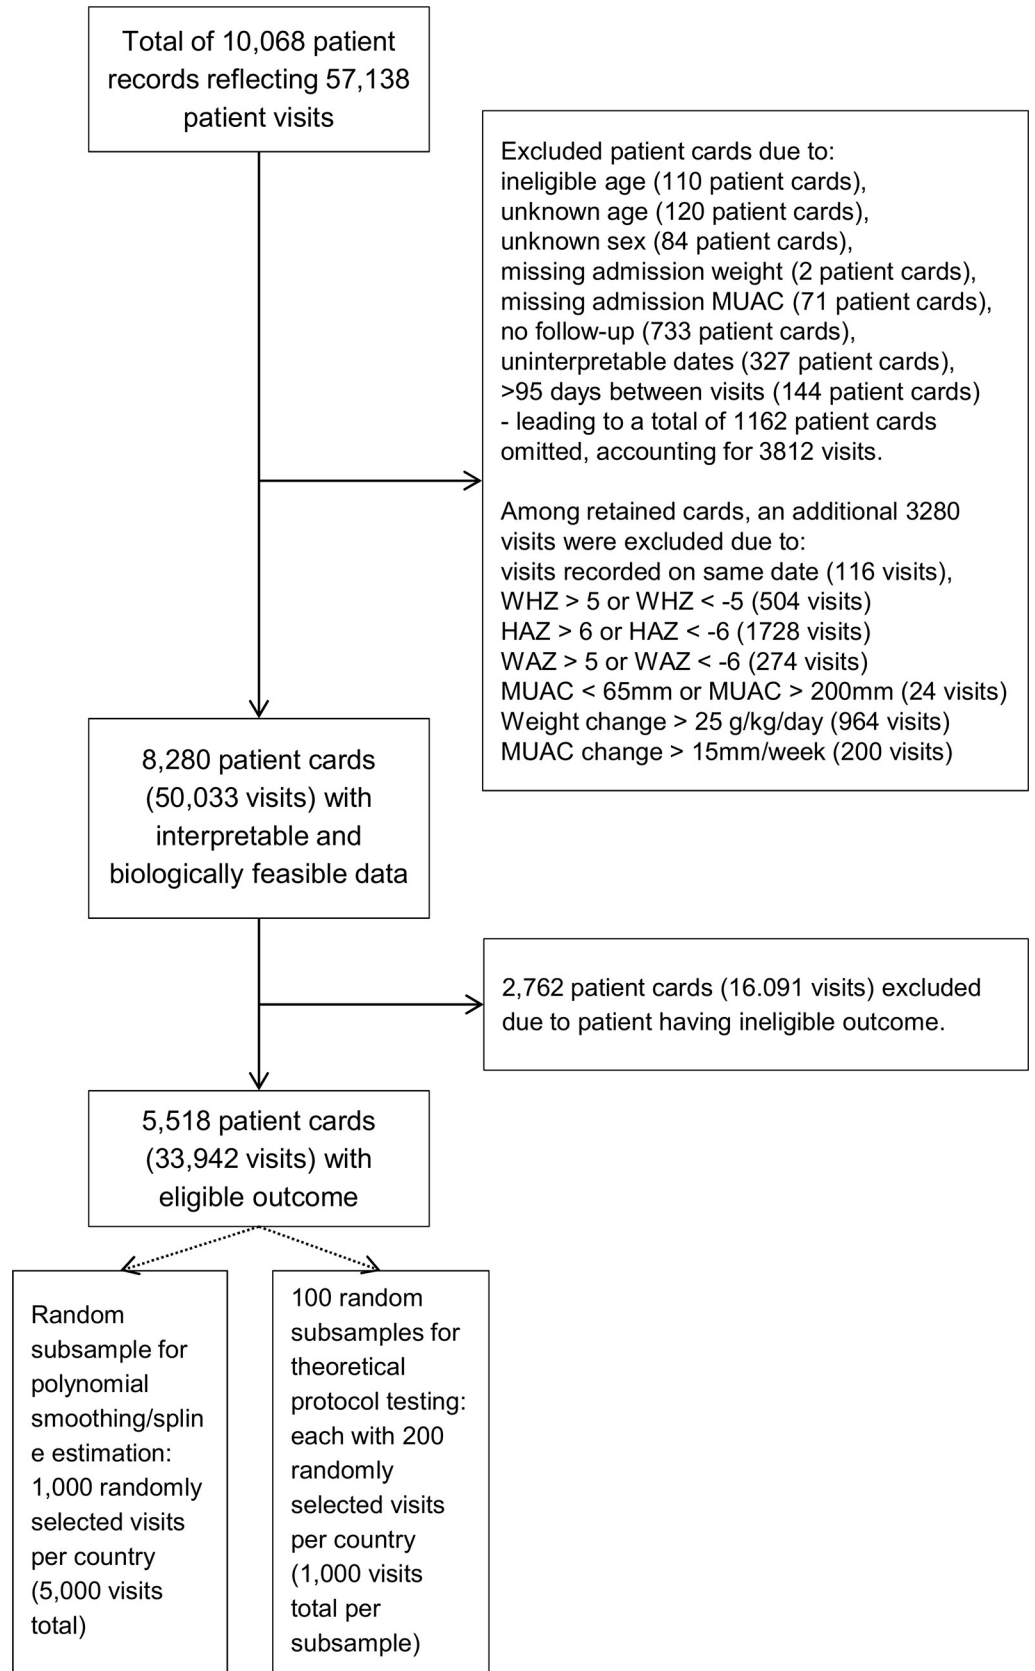 Total of 10,068 patient
records reflecting 57,138
patient visits
Excluded patient cards due to:
ineligible age (110 patient cards),
unknown age (120 patient cards),
unknown sex (84 patient cards),
missing admission weight (2 patient cards),
missing admission MUAC (71 patient cards),
no follow-up (733 patient cards),
uninterpretable dates (327 patient cards),
>95 days between visits (144 patient cards)
- leading to a total of 1162 patient cards
omitted, accounting for 3812 visits.
Among retained cards, an additional 3280
visits were excluded due to:
visits recorded on same date (116 visits),
WHZ > 5 or WHZ < -5 (504 visits)
HAZ > 6 or HAZ < -6 (1728 visits)
WAZ > 5 or WAZ < -6 (274 visits)
MUAC < 65mm or MUAC > 200mm (24 visits)
Weight change > 25 g/kg/day (964 visits)
MUAC change > 15mm/week (200 visits)
8,280 patient cards
(50,033 visits) with
interpretable and
biologically feasible data
2,762 patient cards (16.091 visits) excluded
due to patient having ineligible outcome.
5,518 patient cards
(33,942 visits) with
eligible outcome
Random
subsample for
polynomial
smoothing/splin
e estimation:
1,000 randomly
selected visits
per country
(5,000 visits
total)
100 random
subsamples for
theoretical
protocol testing:
each with 200
randomly
selected visits
per country
(1,000 visits
total per
subsample)